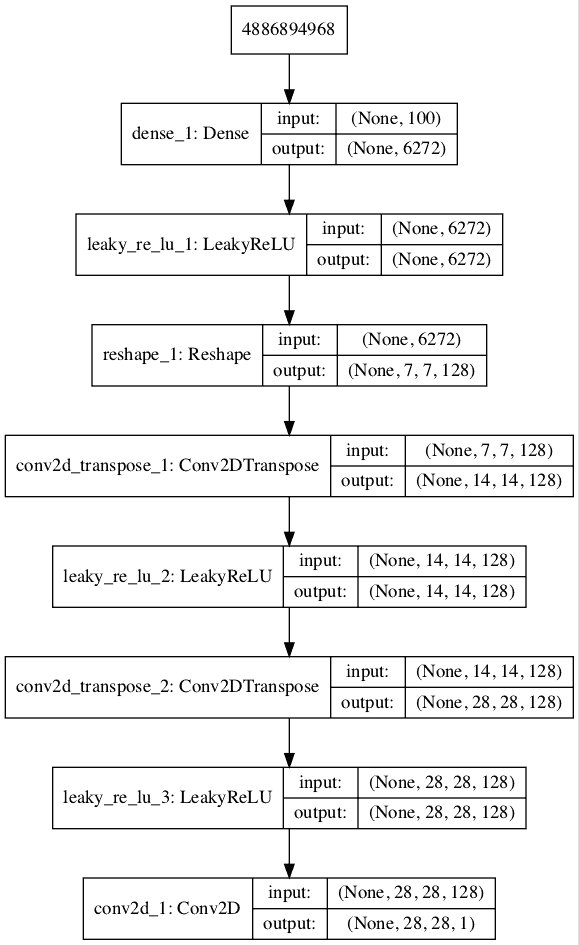 4886894968
dense_1: Dense
input: (None, 100)
output: (None, 6272)
leaky_re_lu_1: LeakyReLU
input: (None, 6272)
output: (None, 6272)
reshape_1: Reshape
input: (None, 6272)
output: (None, 7, 7, 128)
conv2d_transpose_1: Conv2DTranspose
input: (None, 7, 7, 128)
output: (None, 14, 14, 128)
leaky_re_lu_2: LeakyReLU
input: (None, 14, 14, 128)
output: (None, 14, 14, 128)
conv2d_transpose_2: Conv2DTranspose
input: (None, 14, 14, 128)
output: (None, 28, 28, 128)
leaky_re_lu_3: LeakyReLU
input: (None, 28, 28, 128)
output: (None, 28, 28, 128)
conv2d_1: Conv2D
input: (None, 28, 28, 128)
output: (None, 28, 28, 1)